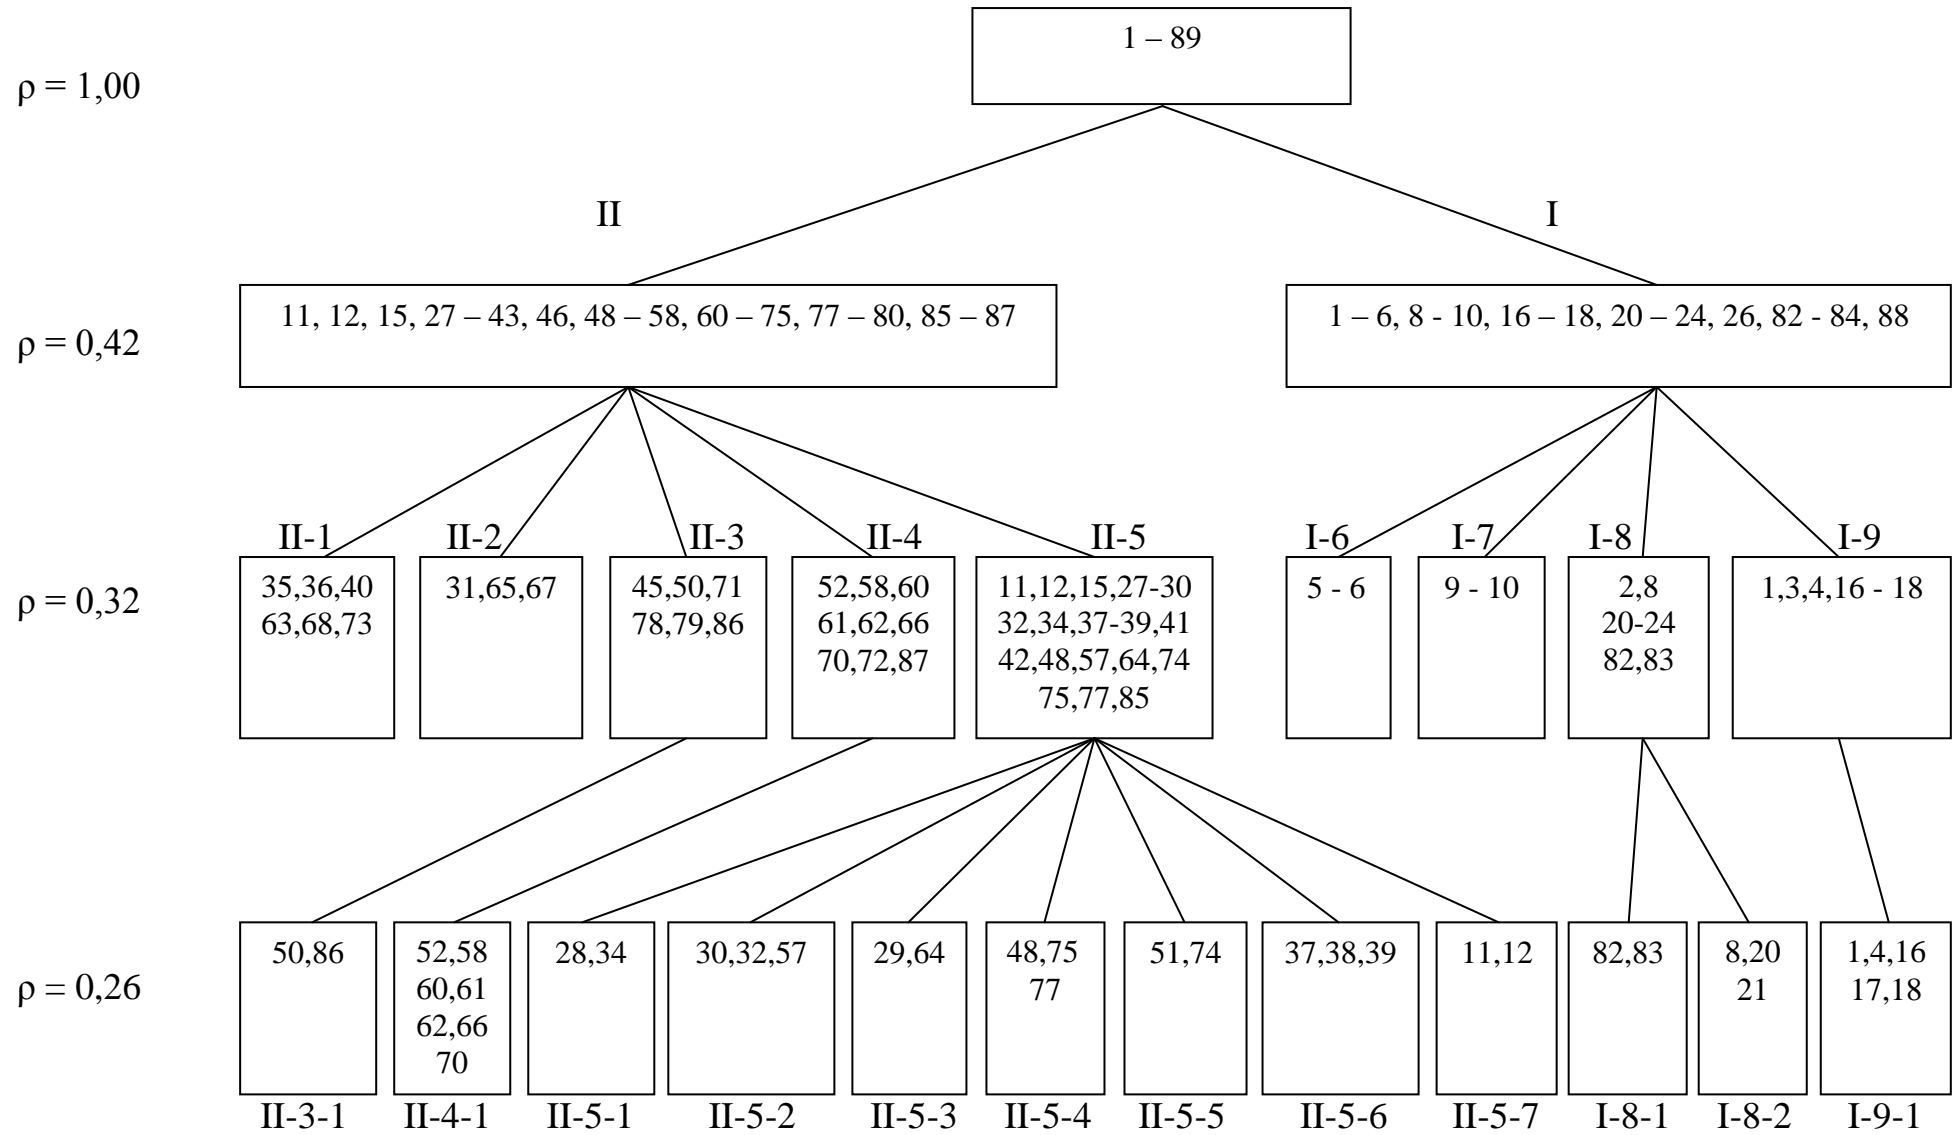 1 – 89
ρ = 1,00
II
I
11, 12, 15, 27 – 43, 46, 48 – 58, 60 – 75, 77 – 80, 85 – 87
1 – 6, 8 - 10, 16 – 18, 20 – 24, 26, 82 - 84, 88
ρ = 0,42
II-1
II-2
II-3
II-4
II-5
I-6
I-7
I-8
I-9
ρ = 0,32
35,36,40
63,68,73
31,65,67
45,50,71
78,79,86
52,58,60
61,62,66
70,72,87
11,12,15,27-30
32,34,37-39,41
42,48,57,64,74
75,77,85
5 - 6
9 - 10
2,8
20-24
82,83
1,3,4,16 - 18
ρ = 0,26
50,86
52,58
60,61
62,66
70
28,34
30,32,57
29,64
48,75
77
51,74
37,38,39
11,12
82,83
8,20
21
1,4,16
17,18
II-3-1
II-4-1
II-5-1
II-5-2
II-5-3
II-5-4
II-5-5
II-5-6
II-5-7
I-8-1
I-8-2
I-9-1